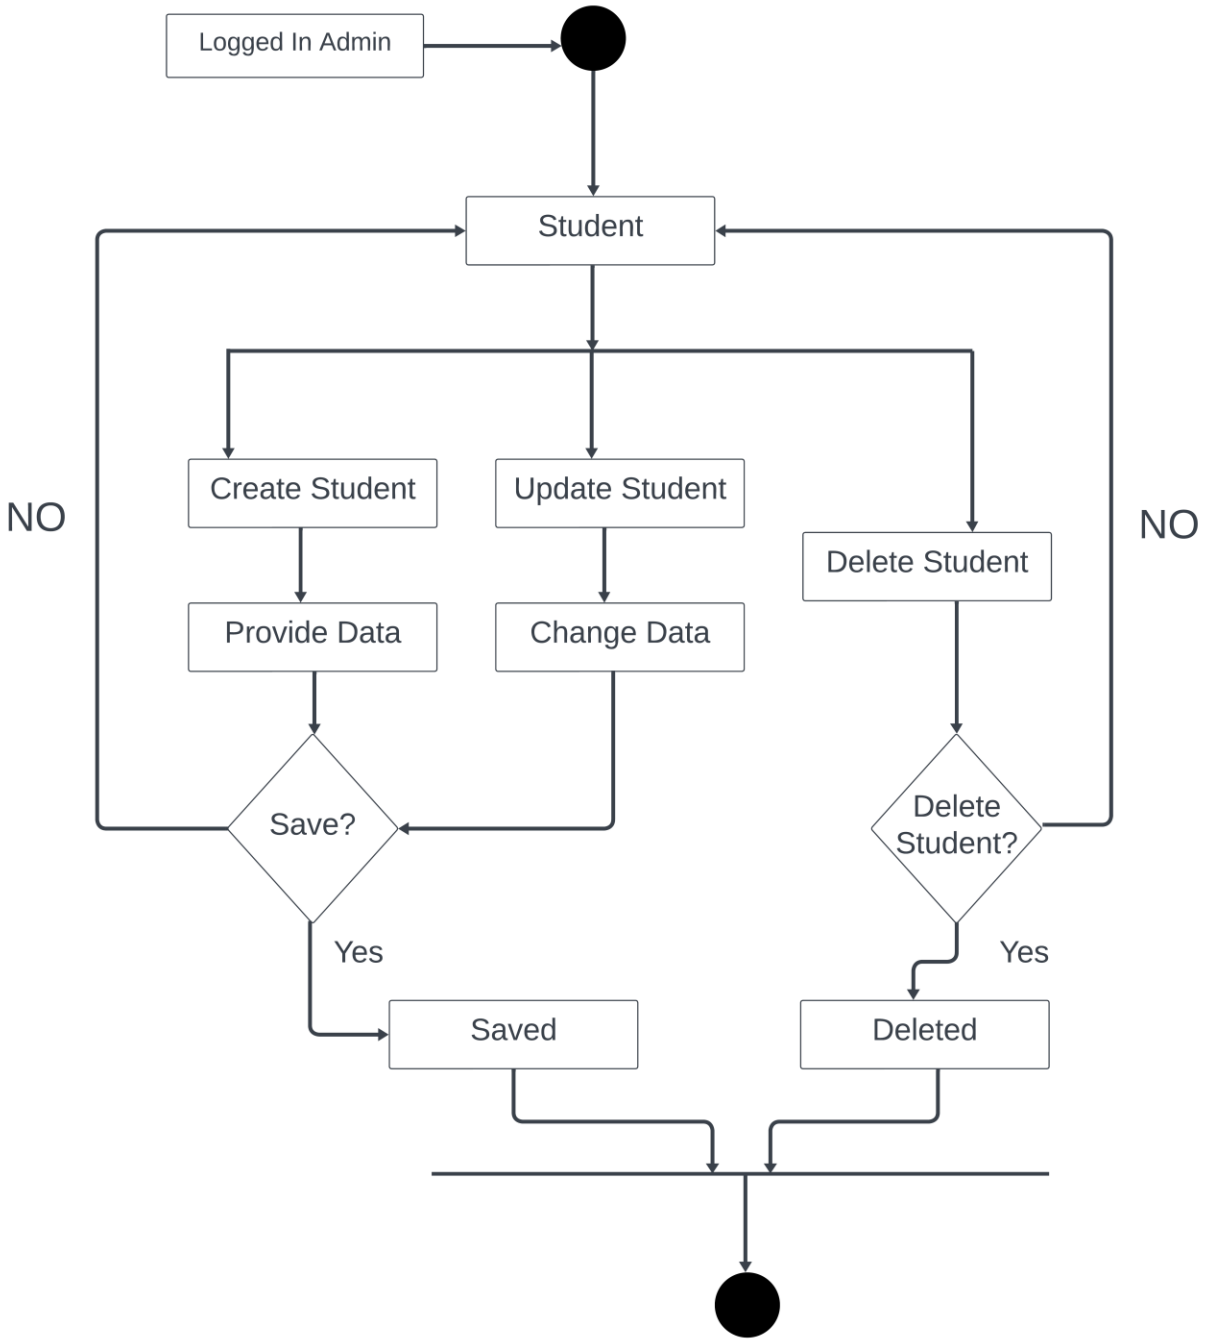 Logged In Admin
Student
Create Student
Update Student
NO
NO
Delete Student
Provide Data
Change Data
Save?
Delete
Student?
Yes
Yes
Saved
Deleted